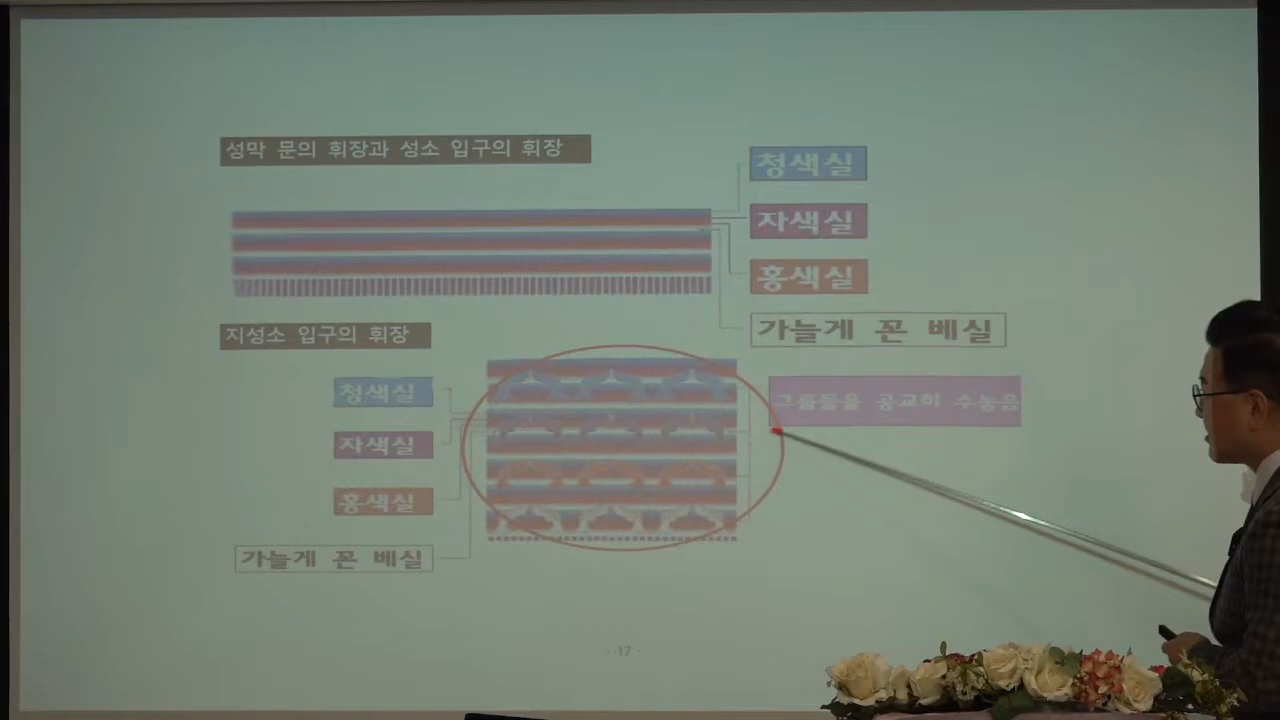 성막 문의 휘장과 성소 입구의 휘장
청색실
자색실
홍색실
가늘게 꼰 베실
지성소 입구의 휘장
청색실
자색실
홍색실
가늘게 꼰 베실
그룹들을 공교히 수놓음
- 17 -